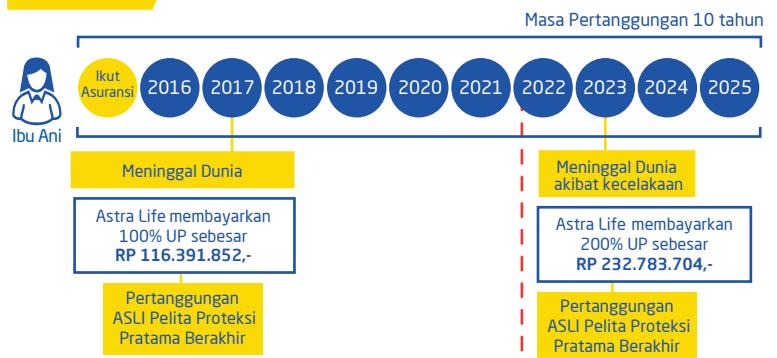 Masa Pertanggungan 10 tahun
Ikut
Asuransi
2016
2017
2018
2019
2020
2021
2022
2023
2024
2025
Ibu Ani
Meninggal Dunia
Astra Life membayarkan
100% UP sebesar
RP 116.391.852,-
Pertanggungan
ASLI Pelita Proteksi
Pratama Berakhir
Meninggal Dunia
akibat kecelakaan
Astra Life membayarkan
200% UP sebesar
RP 232.783.704,-
Pertanggungan
ASLI Pelita Proteksi
Pratama Berakhir